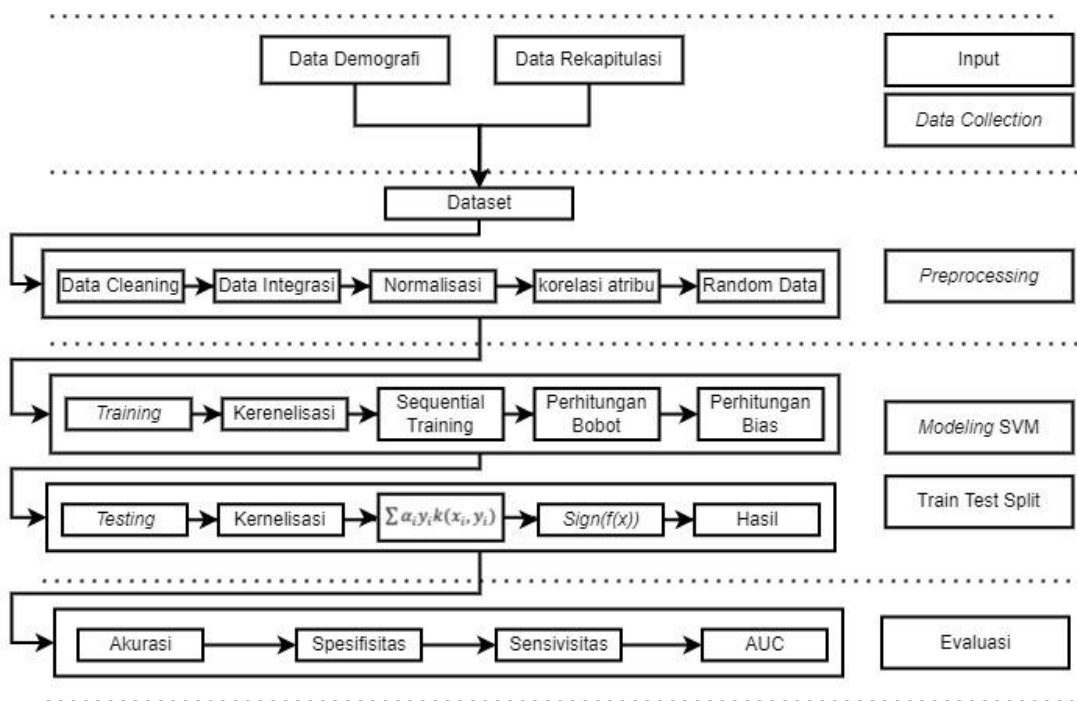 Data Demografi
Data Rekapitulasi
Input
Data Collection
Dataset
Data Cleaning
Data Integrasi
Normalisasi
korelasi atribu
Random Data
Preprocessing
Training
Kerenelisasi
Sequential
Training
Perhitungan
Bobot
Perhitungan
Bias
Modeling SVM
Testing
Kernelisasi
∑ αᵢyᵢk(xᵢ, yᵢ)
Sign(f(x))
Hasil
Train Test Split
Akurasi
Spesifisitas
Sensivisitas
AUC
Evaluasi